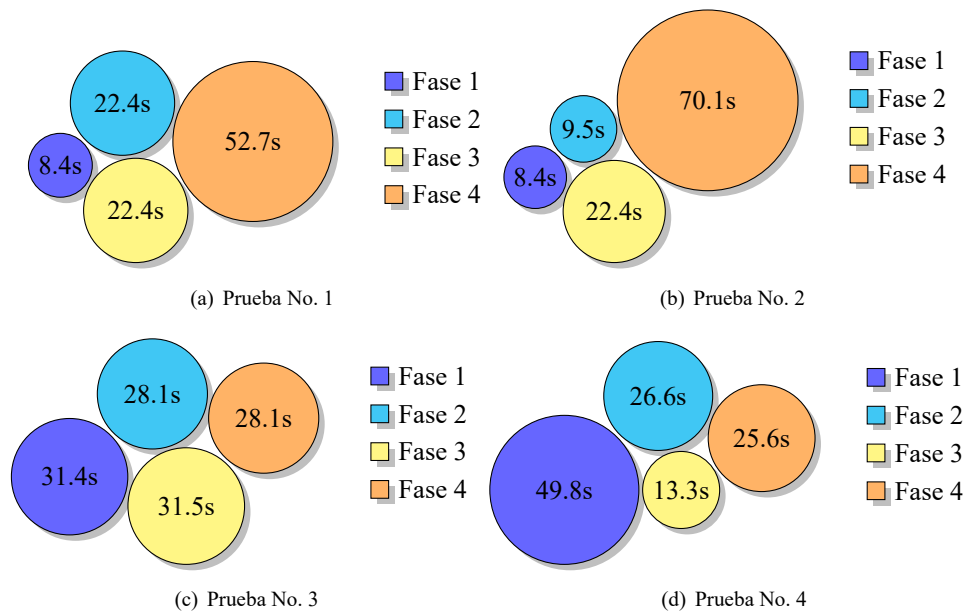 22.4s
52.7s
8.4s
22.4s
Fase 1
Fase 2
Fase 3
Fase 4
(a) Prueba No. 1
70.1s
9.5s
8.4s
22.4s
Fase 1
Fase 2
Fase 3
Fase 4
(b) Prueba No. 2
28.1s
28.1s
31.4s
31.5s
Fase 1
Fase 2
Fase 3
Fase 4
(c) Prueba No. 3
26.6s
25.6s
49.8s
13.3s
Fase 1
Fase 2
Fase 3
Fase 4
(d) Prueba No. 4